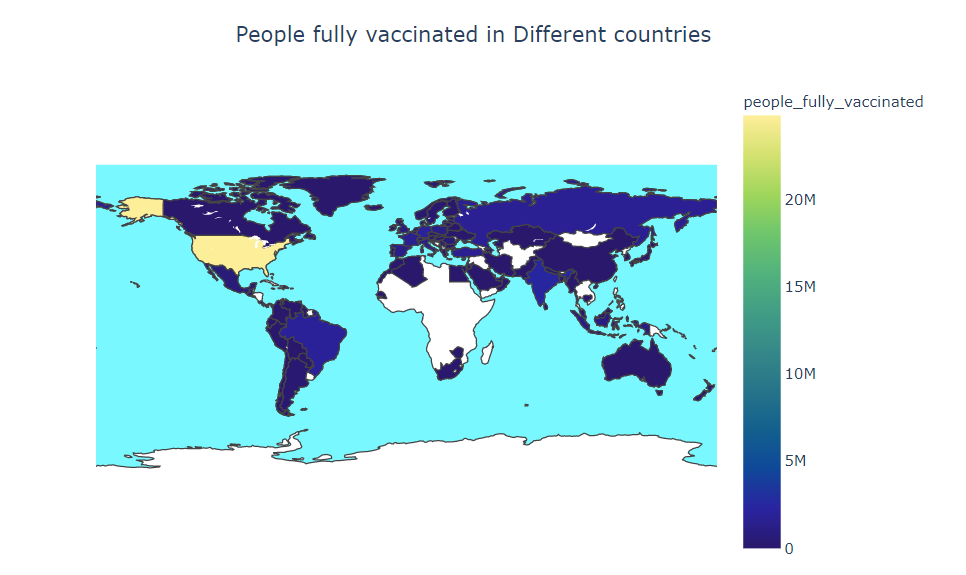 People fully vaccinated in Different countries
people_fully_vaccinated
20M
15M
10M
5M
0